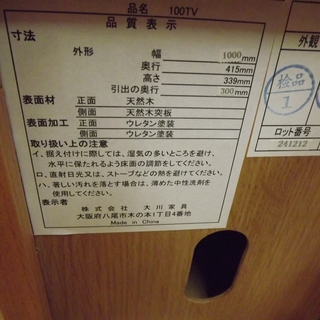 品名 100TV
品質表示
寸法
外形 幅 1000mm
奥行 415mm
高さ 339mm
引出の奥行 300mm
表面材 正面 天然木
側面 天然木突板
表面加工 正面 ウレタン塗装
側面 ウレタン塗装
取り扱い上の注意
イ、据え付けに際しては、湿気の多いところを避け、
水平に保たれるよう床面の調節をしてください。
ロ、直射日光又は、ストーブなどの熱を避けてください。
ハ、著しい汚れを落とす場合は、薄めた中性洗剤を
使用してください。
表示者 株式会社 大川家具
大阪府八尾市木の本1丁目4番地
Made in China
外観
検品
1
ロット番号
241212